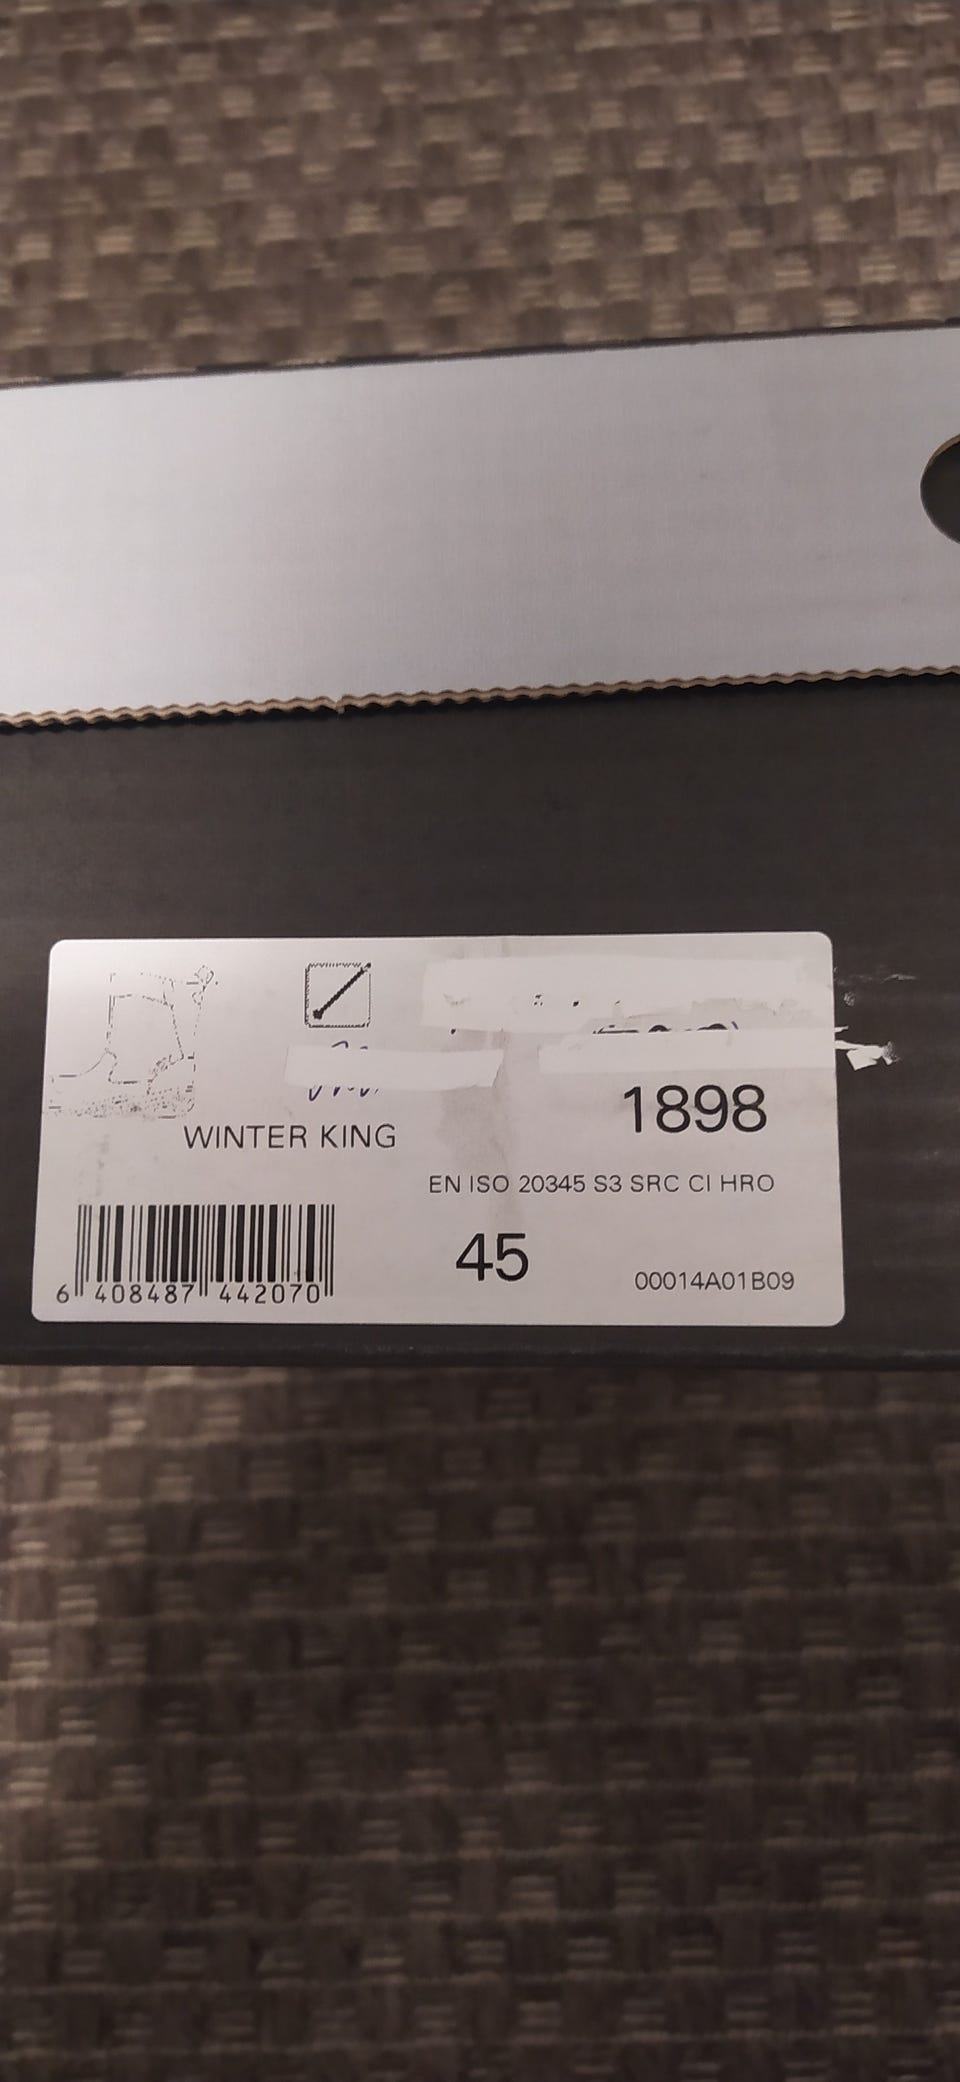 1898
WINTER KING
EN ISO 20345 S3 SRC CI HRO
45
00014A01B09
6 408487 442070